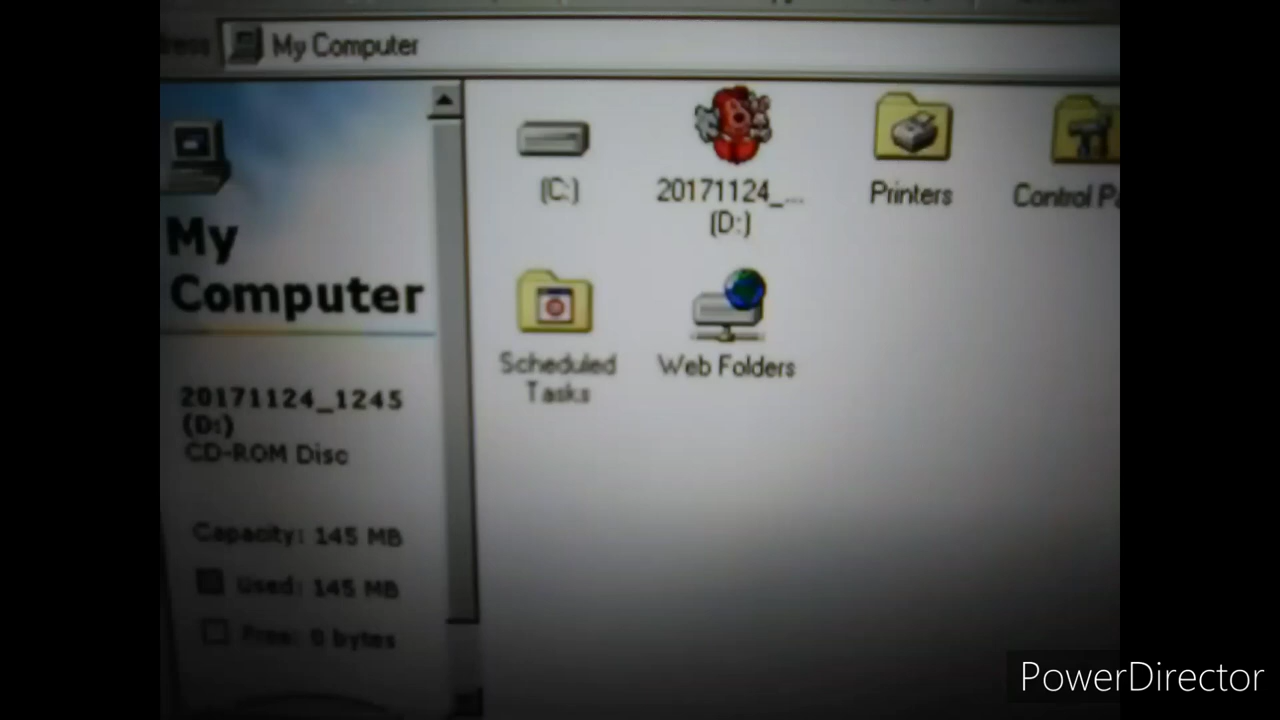 My Computer
(C:)
20171124_...
(D:)
Printers
Control Pa
Scheduled
Tasks
Web Folders
My
Computer
20171124_1245
(D:)
CD-ROM Disc
Capacity: 145 MB
Used: 145 MB
Free: 0 bytes
PowerDirector